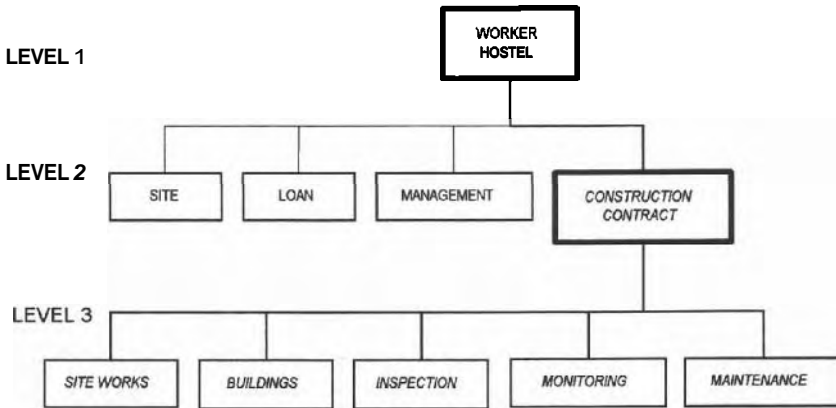 WORKER
HOSTEL
LEVEL 1
LEVEL 2
SITE
LOAN
MANAGEMENT
CONSTRUCTION
CONTRACT
LEVEL 3
SITE WORKS
BUILDINGS
INSPECTION
MONITORING
MAINTENANCE